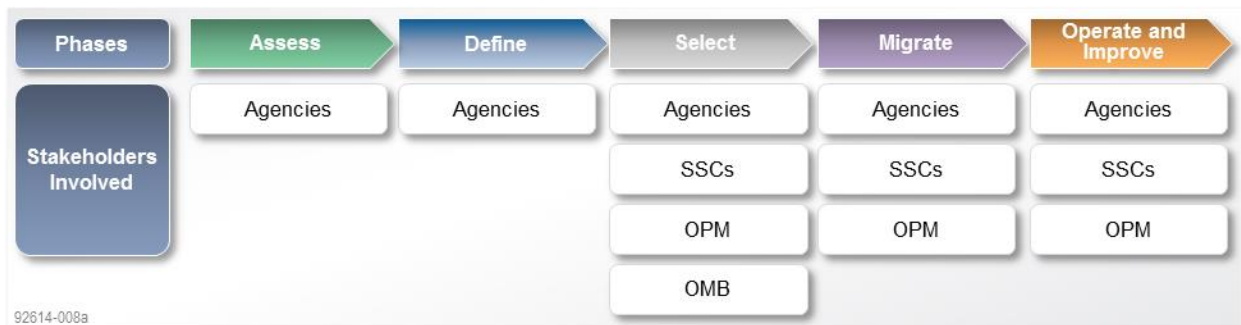 Phases
Assess
Define
Select
Migrate
Operate and
Improve
Stakeholders
Involved
Agencies
Agencies
Agencies
Agencies
Agencies
SSCs
SSCs
SSCs
OPM
OPM
OPM
OMB
92614-008a